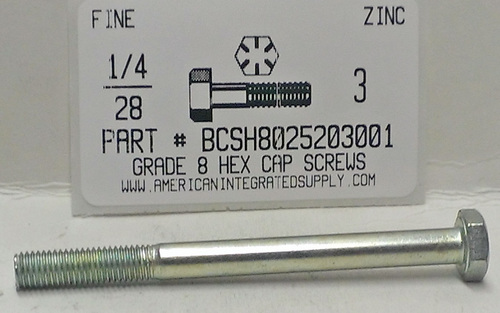 FINE ZINC
1/4
28
3
PART # BCSH8025203001
GRADE 8 HEX CAP SCREWS
WWW.AMERICANINTEGRATEDSUPPLY.COM